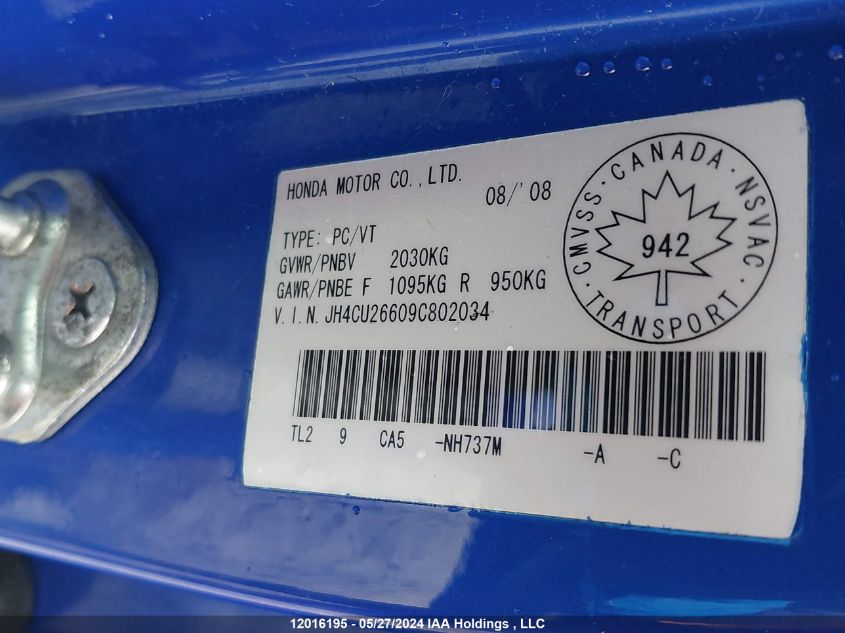 HONDA MOTOR CO.,LTD.
08/'08
TYPE: PC/VT
GVWR/PNBV 2030KG
GAWR/PNBE F 1095KG R 950KG
V.I.N. JH4CU26609C802034
CMVSS · CANADA · NSVAC · TRANSPORT ·
942
TL2 9 CA5 -NH737M -A -C
12016195 - 05/27/2024 IAA Holdings , LLC